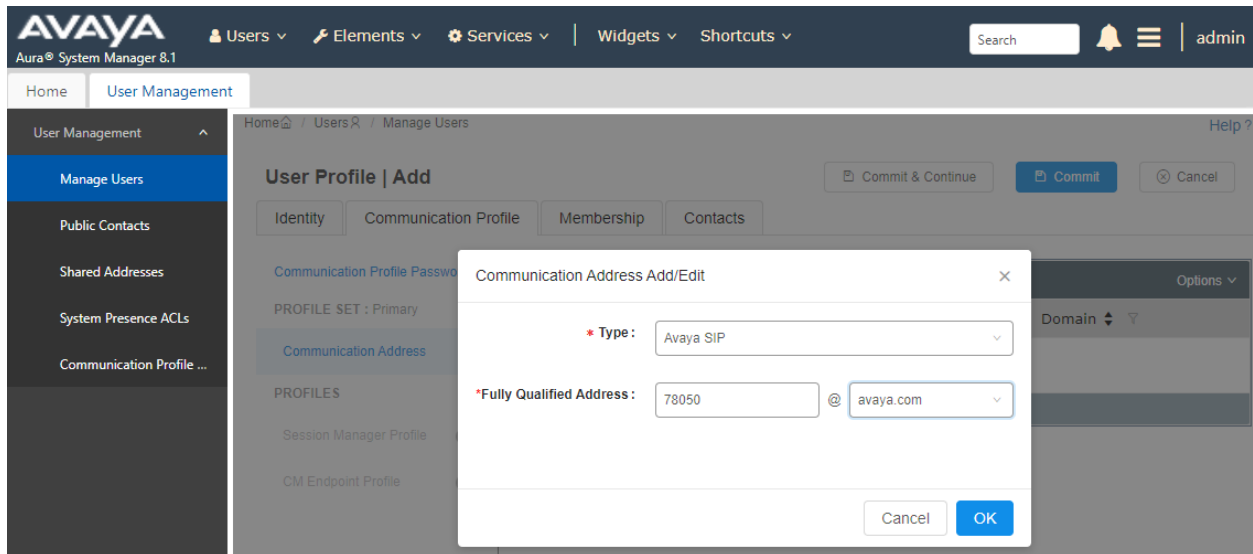 AVAYA
Aura® System Manager 8.1
Users Elements Services Widgets Shortcuts Search admin
Home User Management
User Management
Manage Users
Public Contacts
Shared Addresses
System Presence ACLs
Communication Profile ...
Home / Users / Manage Users Help ?
User Profile | Add Commit & Continue Commit Cancel
Identity Communication Profile Membership Contacts
Communication Profile Passwo
PROFILE SET : Primary
Communication Address
PROFILES
Session Manager Profile
CM Endpoint Profile
Options
Domain
Communication Address Add/Edit ×
* Type : Avaya SIP
*Fully Qualified Address : 78050 @ avaya.com
Cancel OK